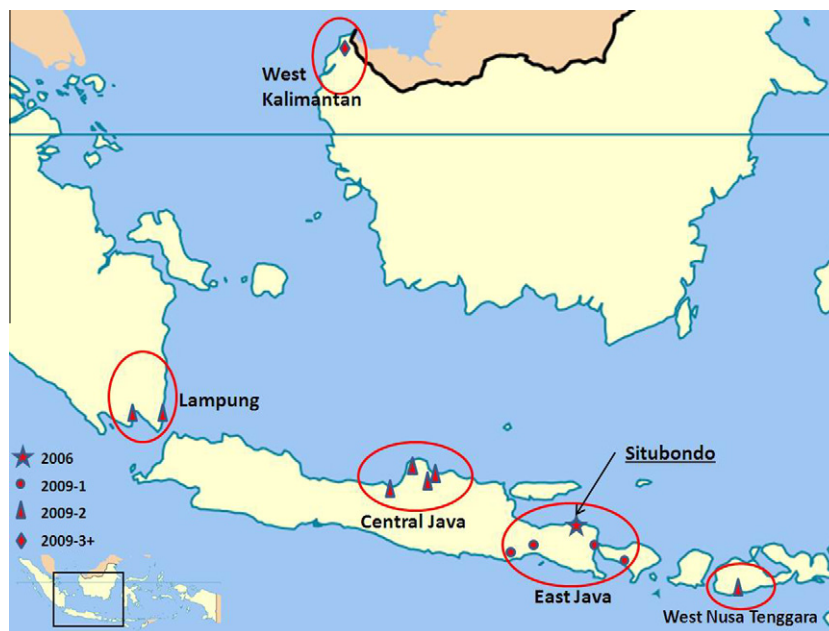 West
Kalimantan
Lampung
2006
2009-1
2009-2
2009-3+
Situbondo
Central Java
East Java
West Nusa Tenggara